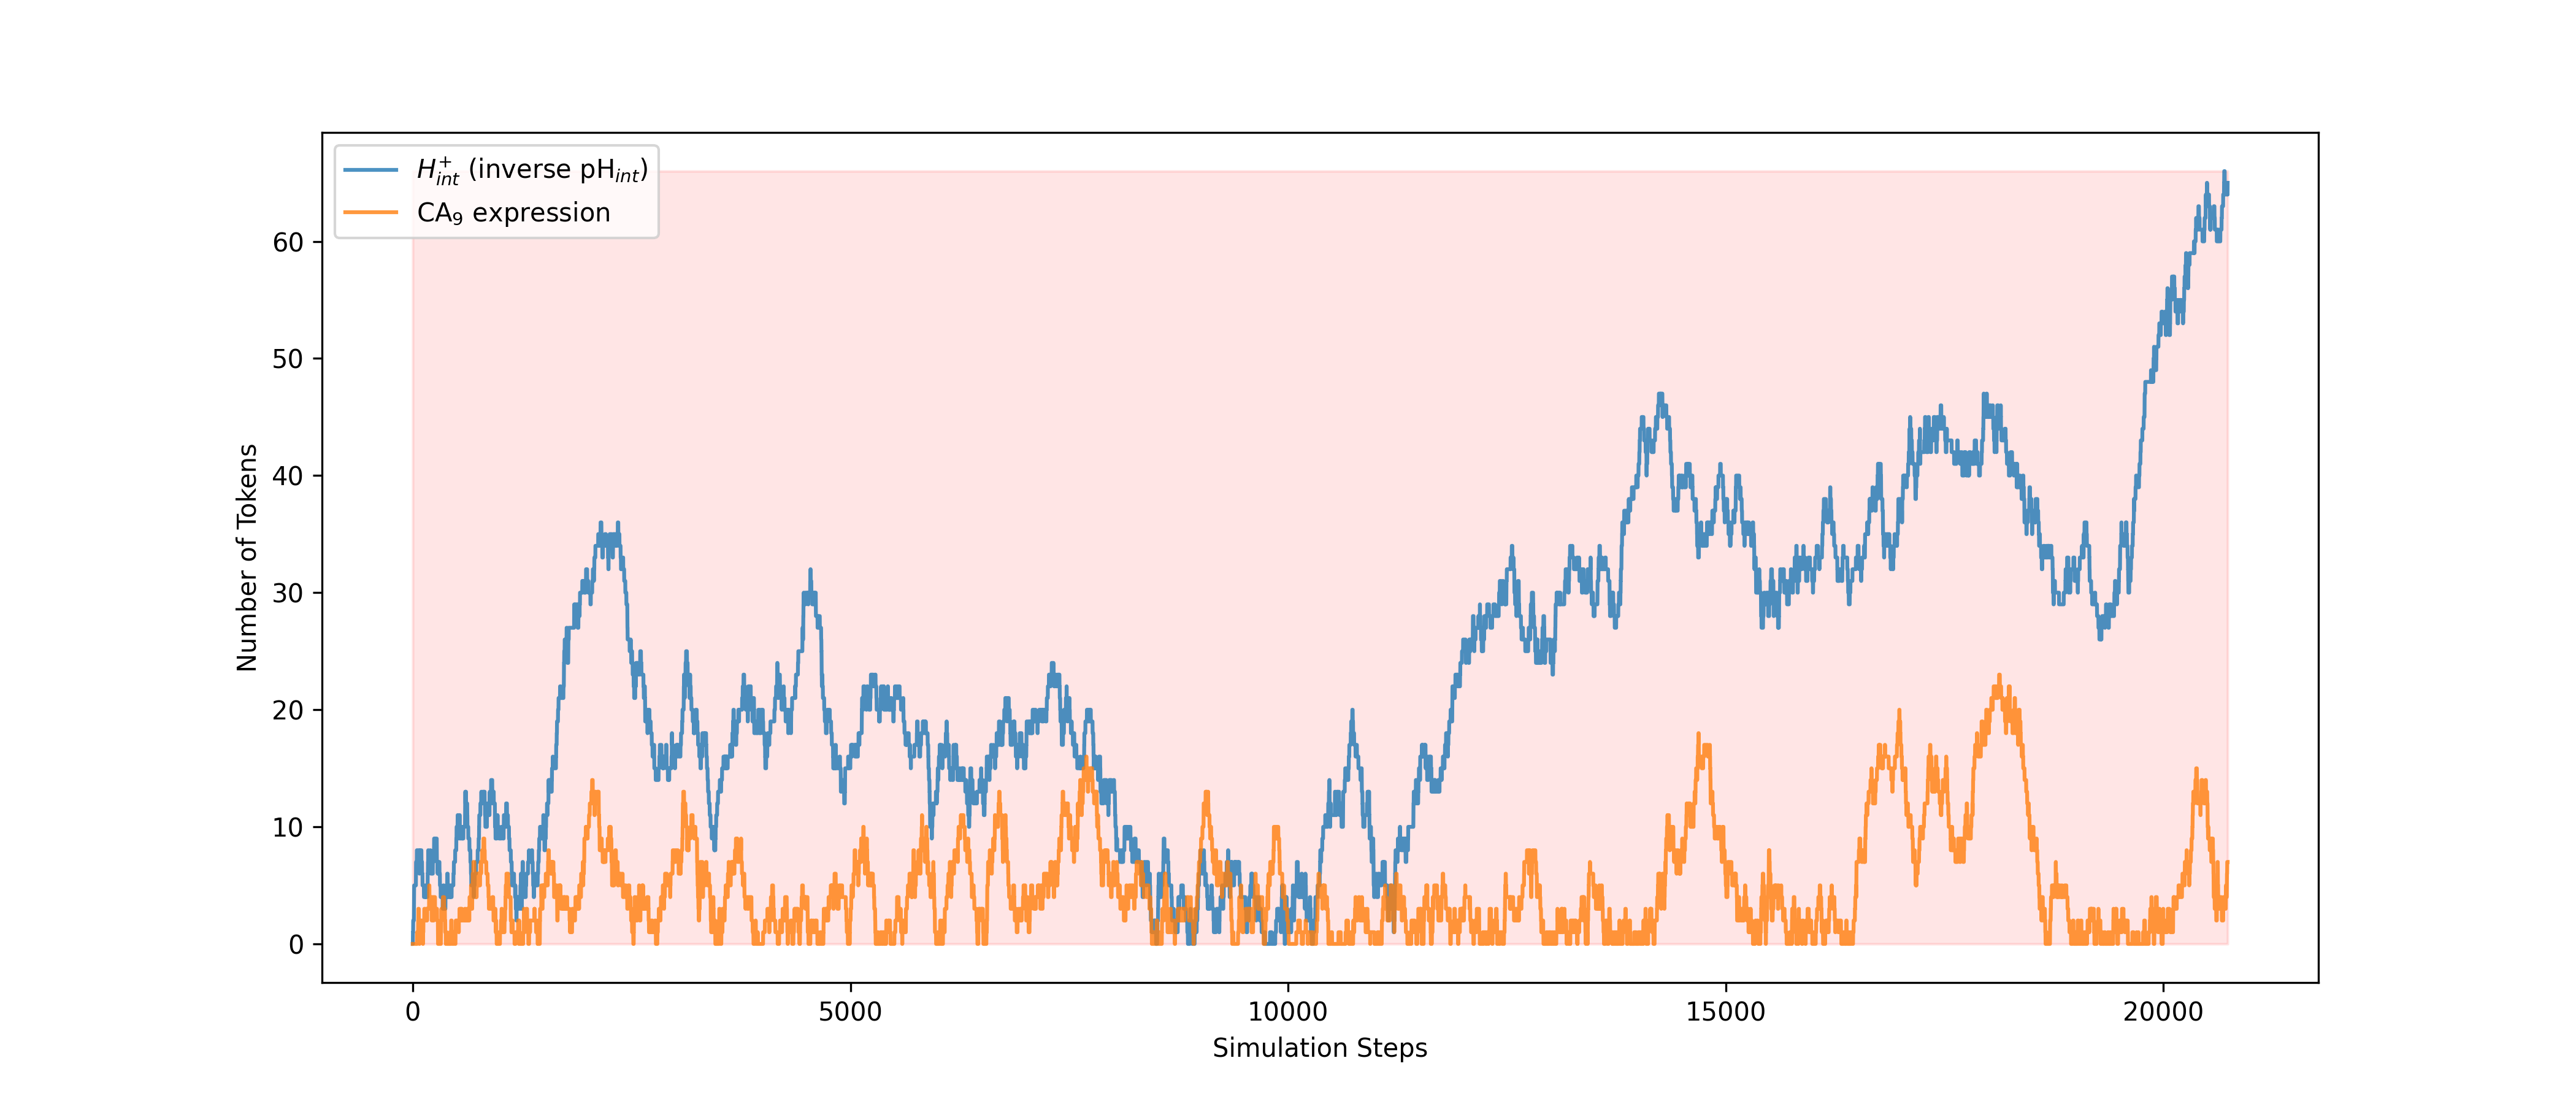 H⁺ᵢₙₜ (inverse pHᵢₙₜ)
CA₉ expression
60
50
40
30
20
10
0
Number of Tokens
0 5000 10000 15000 20000
Simulation Steps